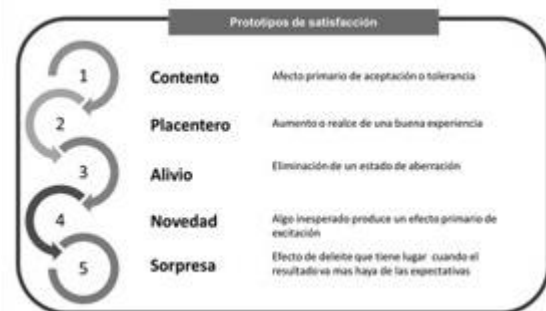 Prototipos de satisfacción
1
Contento
Afecto primario de aceptación o tolerancia
2
Placentero
Aumento o realce de una buena experiencia
3
Alivio
Eliminación de un estado de aberración
4
Novedad
Algo inesperado produce un efecto primario de
excitación
5
Sorpresa
Efecto de deleite que tiene lugar cuando el
resultado va mas haya de las expectativas